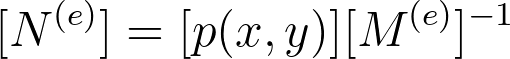 [N^{(e)}] = [p(x, y)][M^{(e)}]^{-1}